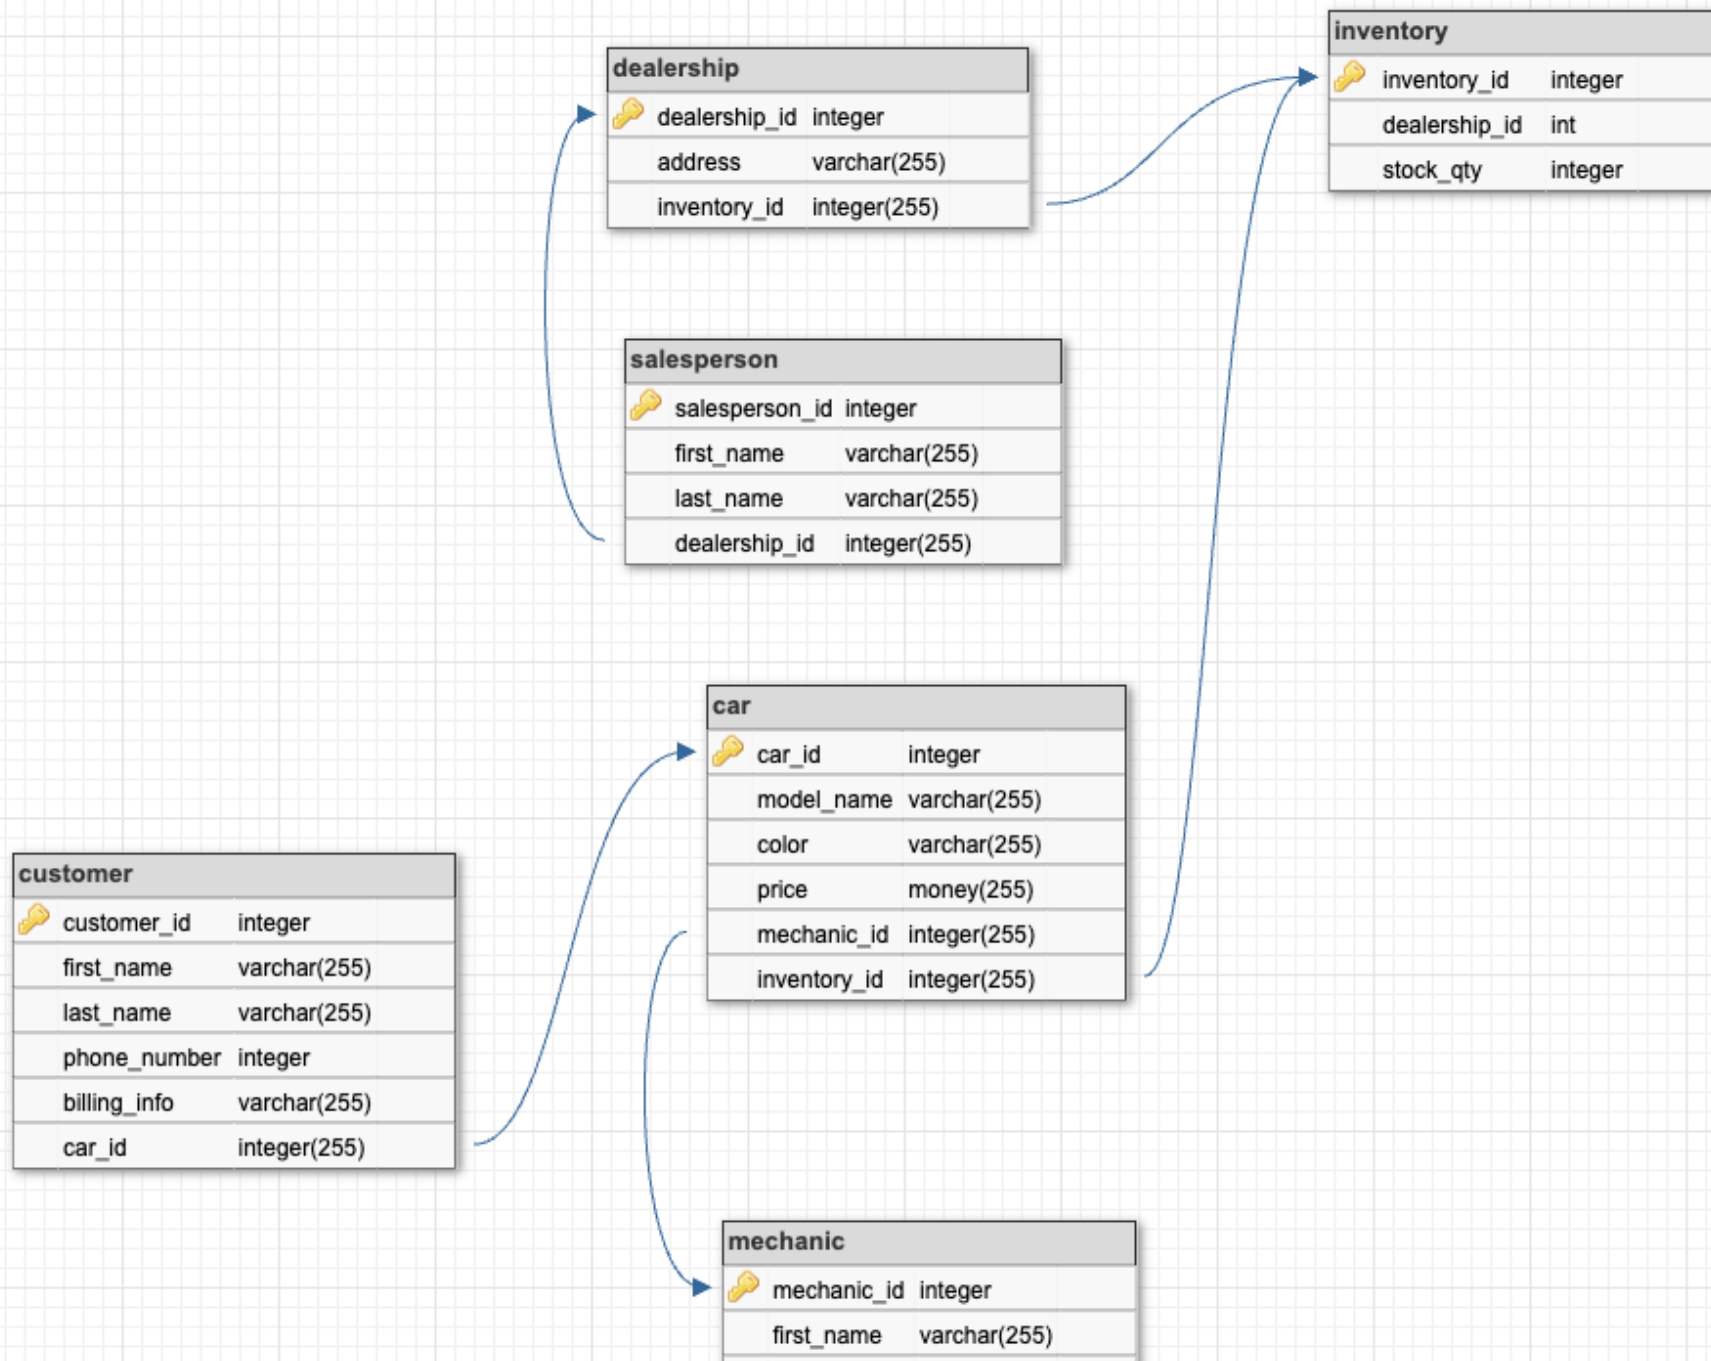 dealership
dealership_id integer
address varchar(255)
inventory_id integer(255)
inventory
inventory_id integer
dealership_id int
stock_qty integer
salesperson
salesperson_id integer
first_name varchar(255)
last_name varchar(255)
dealership_id integer(255)
car
car_id integer
model_name varchar(255)
color varchar(255)
price money(255)
mechanic_id integer(255)
inventory_id integer(255)
customer
customer_id integer
first_name varchar(255)
last_name varchar(255)
phone_number integer
billing_info varchar(255)
car_id integer(255)
mechanic
mechanic_id integer
first_name varchar(255)